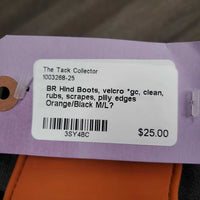 The Tack Collector
1003288-25
BR Hind Boots, velcro *gc, clean,
rubs, scrapes, pilly edges
Orange/Black M/L?
3SY4BC
$25.00